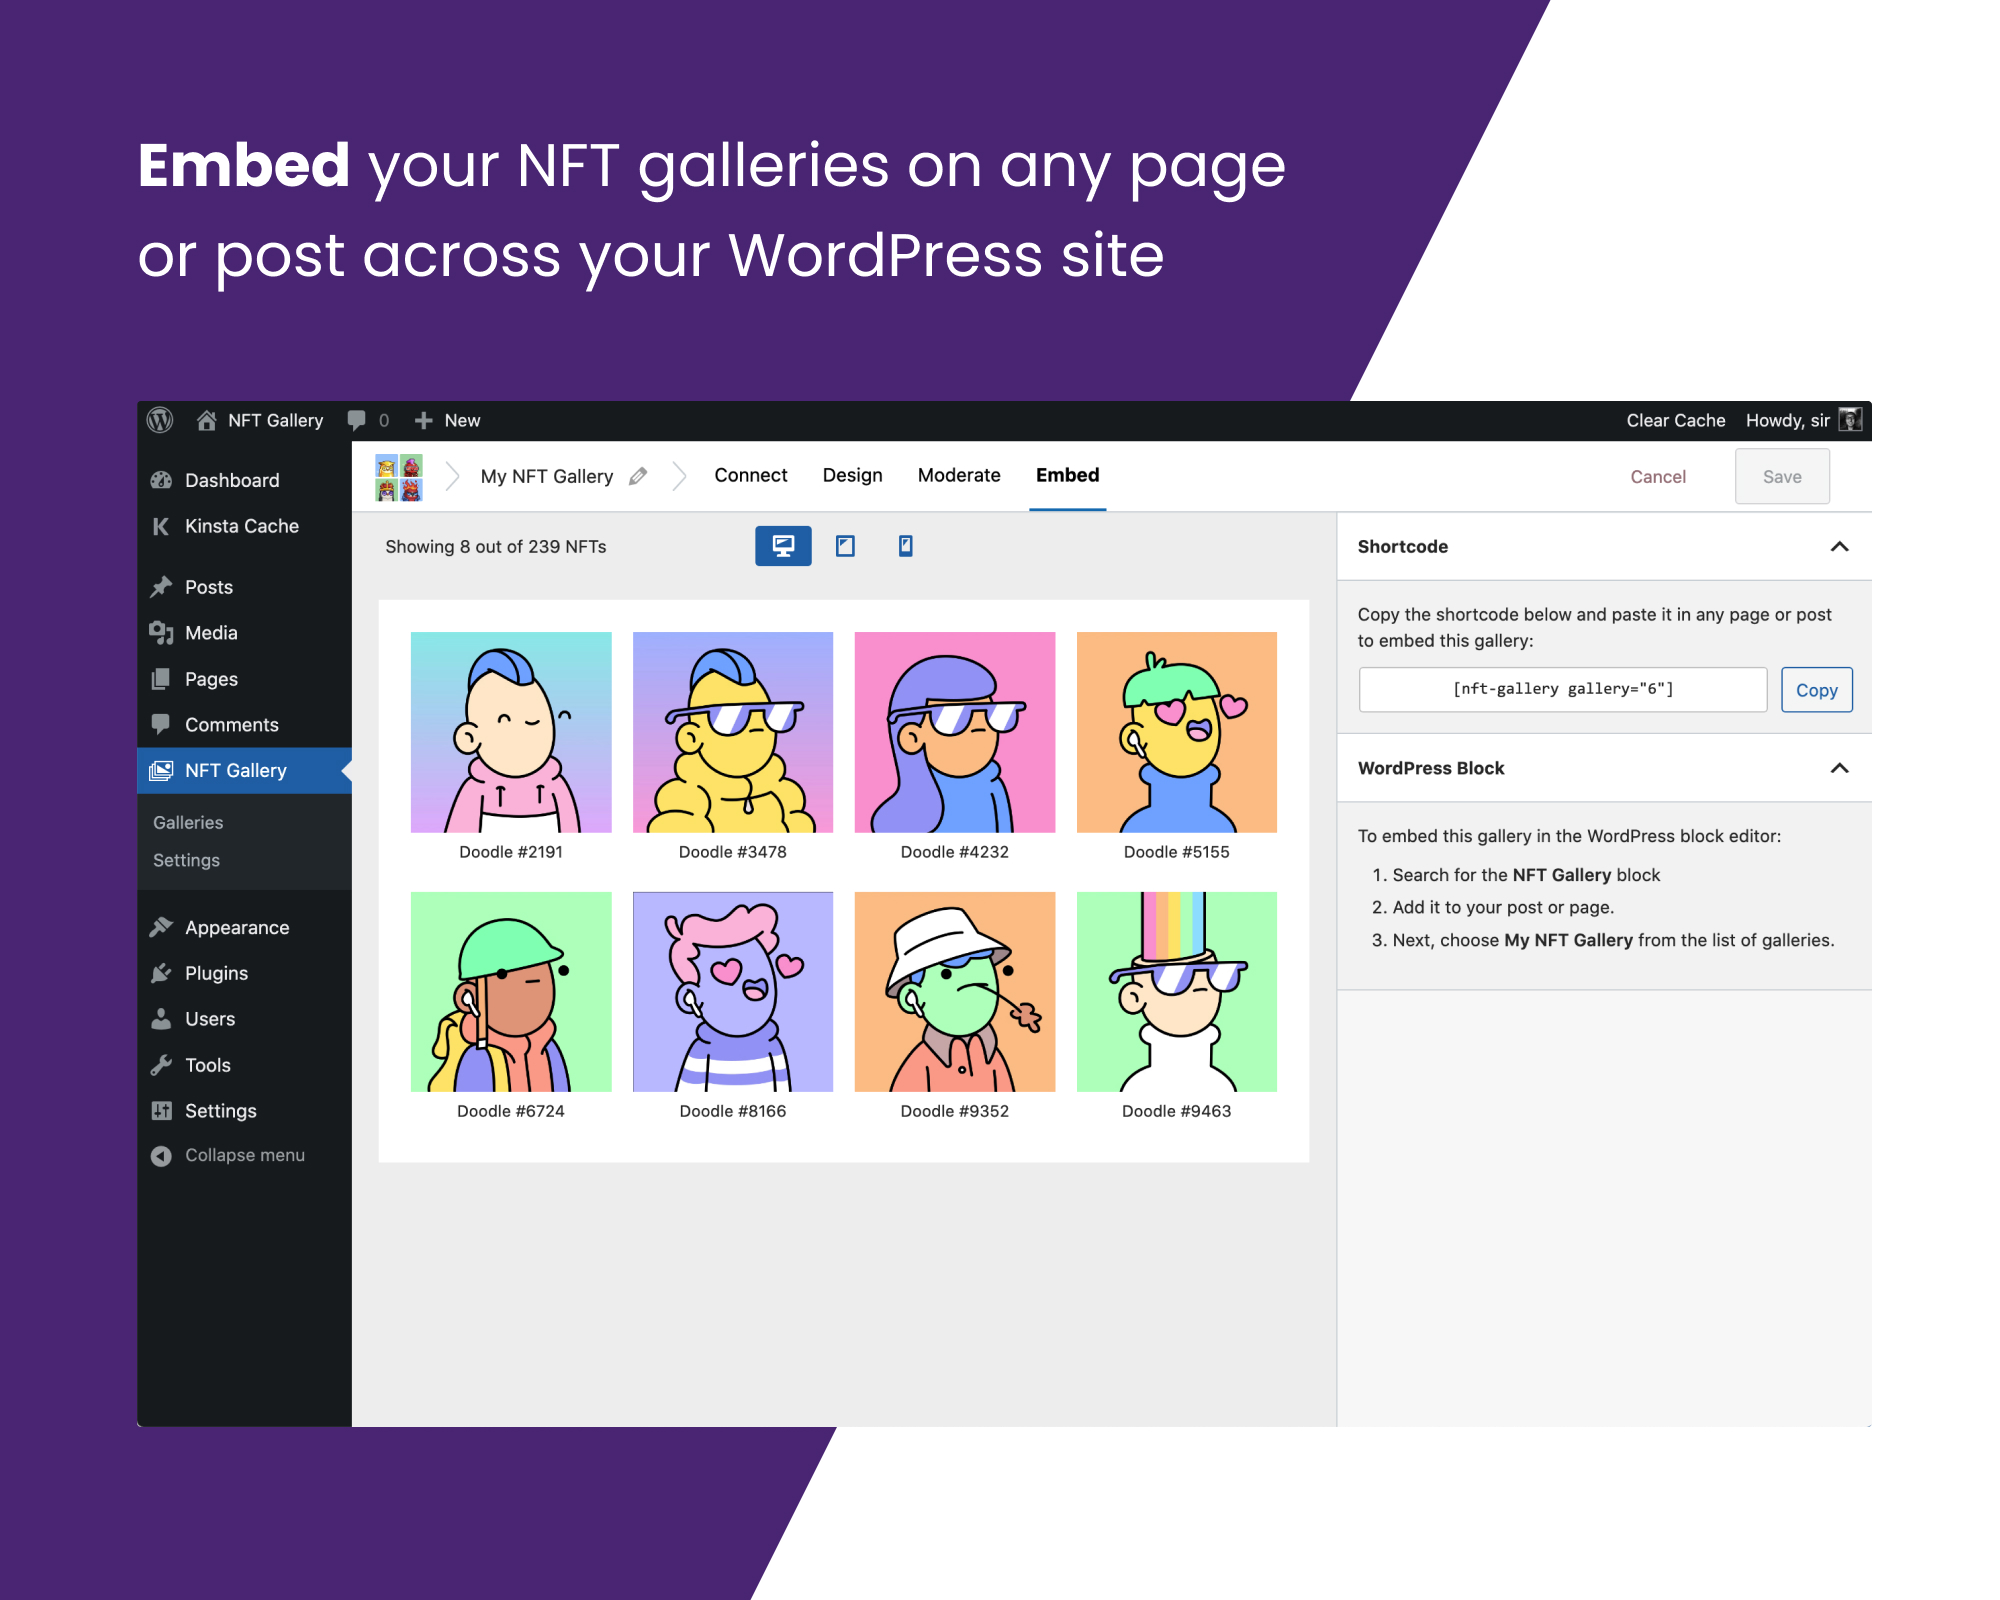 Embed your NFT galleries on any page
or post across your WordPress site
NFT Gallery
0
New
Clear Cache
Howdy, sir
Dashboard
Kinsta Cache
Posts
Media
Pages
Comments
NFT Gallery
Galleries
Settings
Appearance
Plugins
Users
Tools
Settings
Collapse menu
My NFT Gallery
Connect
Design
Moderate
Embed
Cancel
Save
Showing 8 out of 239 NFTs
Doodle #2191
Doodle #3478
Doodle #4232
Doodle #5155
Doodle #6724
Doodle #8166
Doodle #9352
Doodle #9463
Shortcode
Copy the shortcode below and paste it in any page or post
to embed this gallery:
[nft-gallery gallery="6"]
Copy
WordPress Block
To embed this gallery in the WordPress block editor:
1. Search for the NFT Gallery block
2. Add it to your post or page.
3. Next, choose My NFT Gallery from the list of galleries.